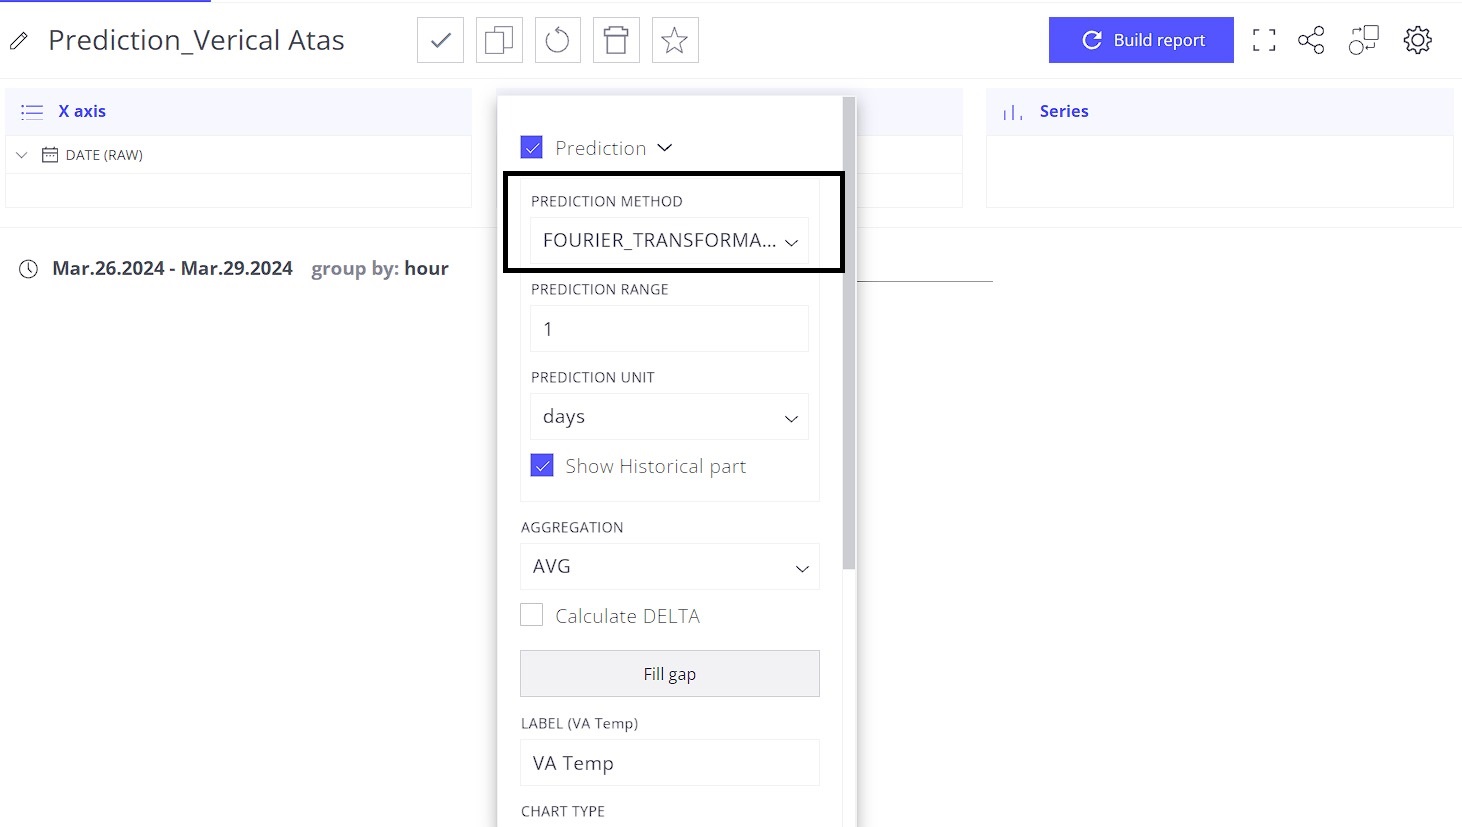 Prediction_Verical Atas
Build report
X axis
Series
DATE (RAW)
Mar.26.2024 - Mar.29.2024 group by: hour
Prediction
PREDICTION METHOD
FOURIER_TRANSFORMA...
PREDICTION RANGE
1
PREDICTION UNIT
days
Show Historical part
AGGREGATION
AVG
Calculate DELTA
Fill gap
LABEL (VA Temp)
VA Temp
CHART TYPE